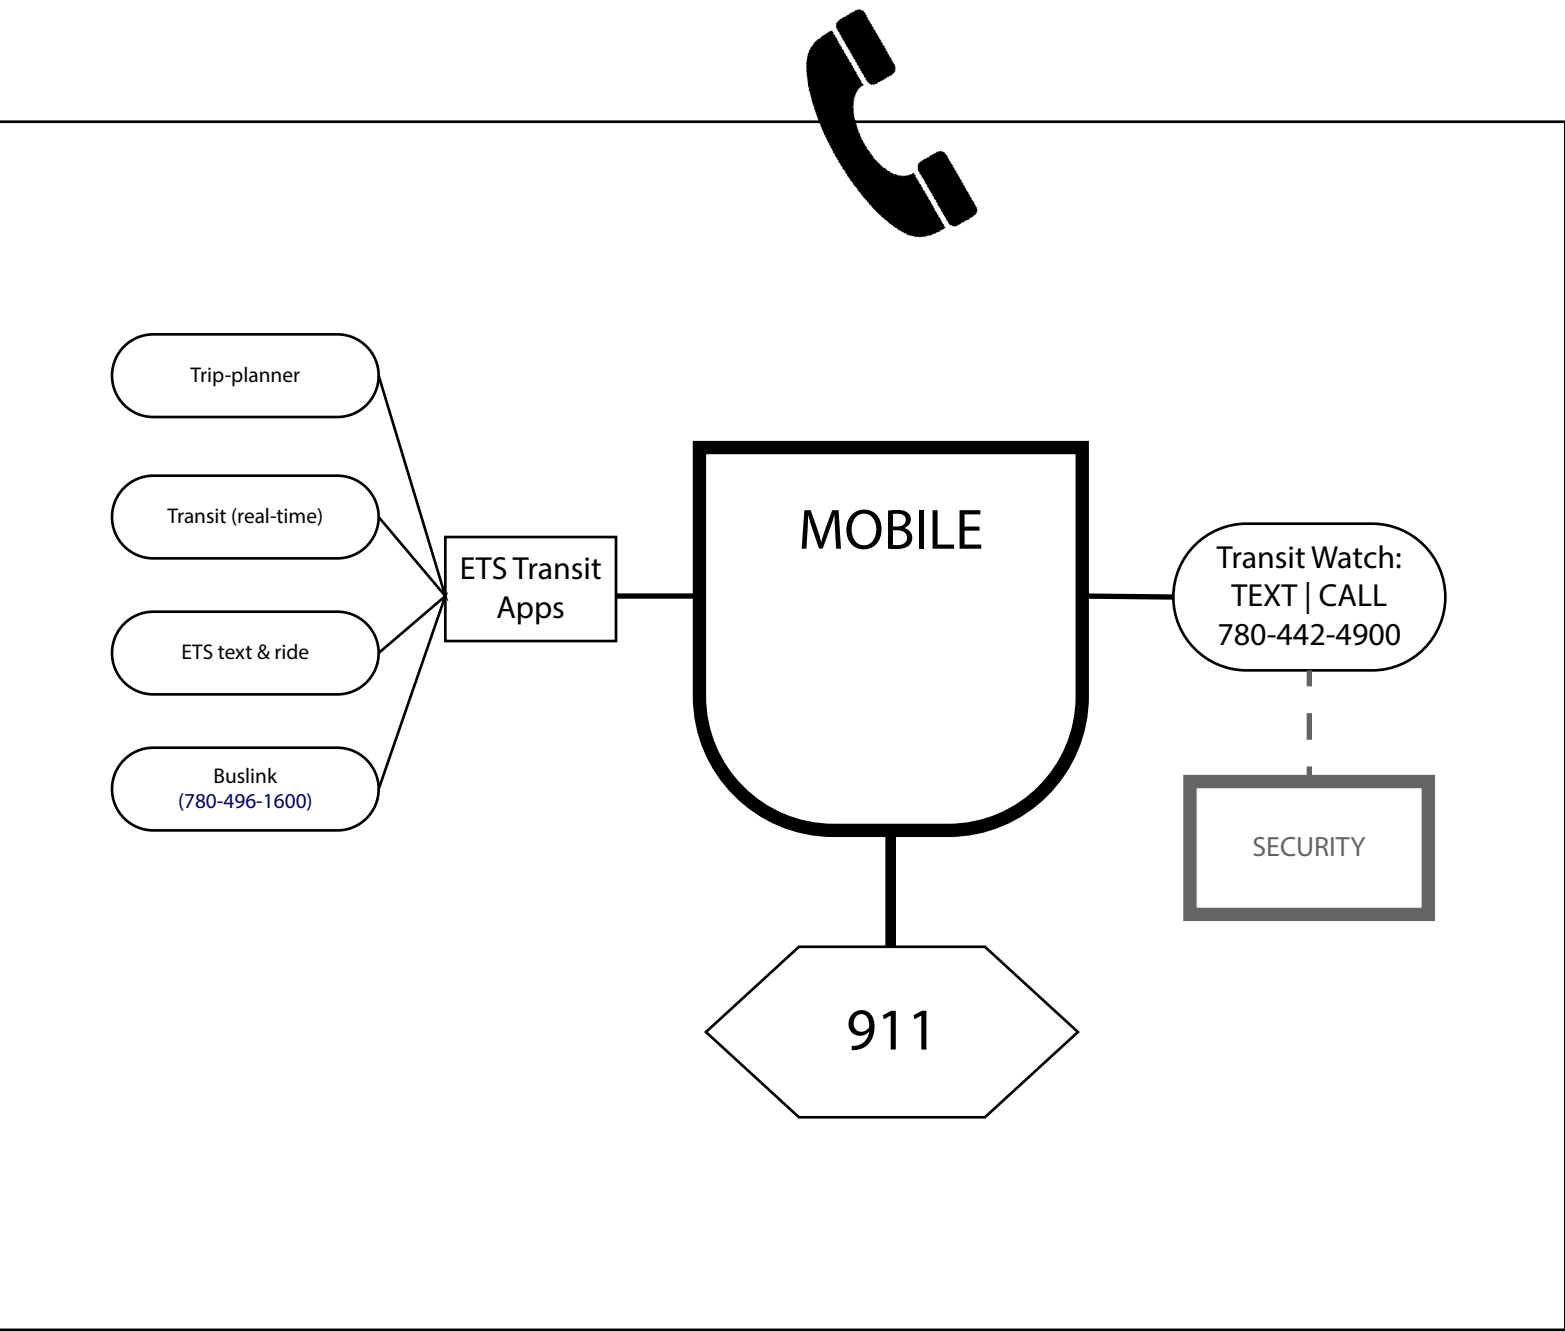 Trip-planner
Transit (real-time)
ETS text & ride
Buslink
(780-496-1600)
ETS Transit
Apps
MOBILE
911
Transit Watch:
TEXT | CALL
780-442-4900
SECURITY